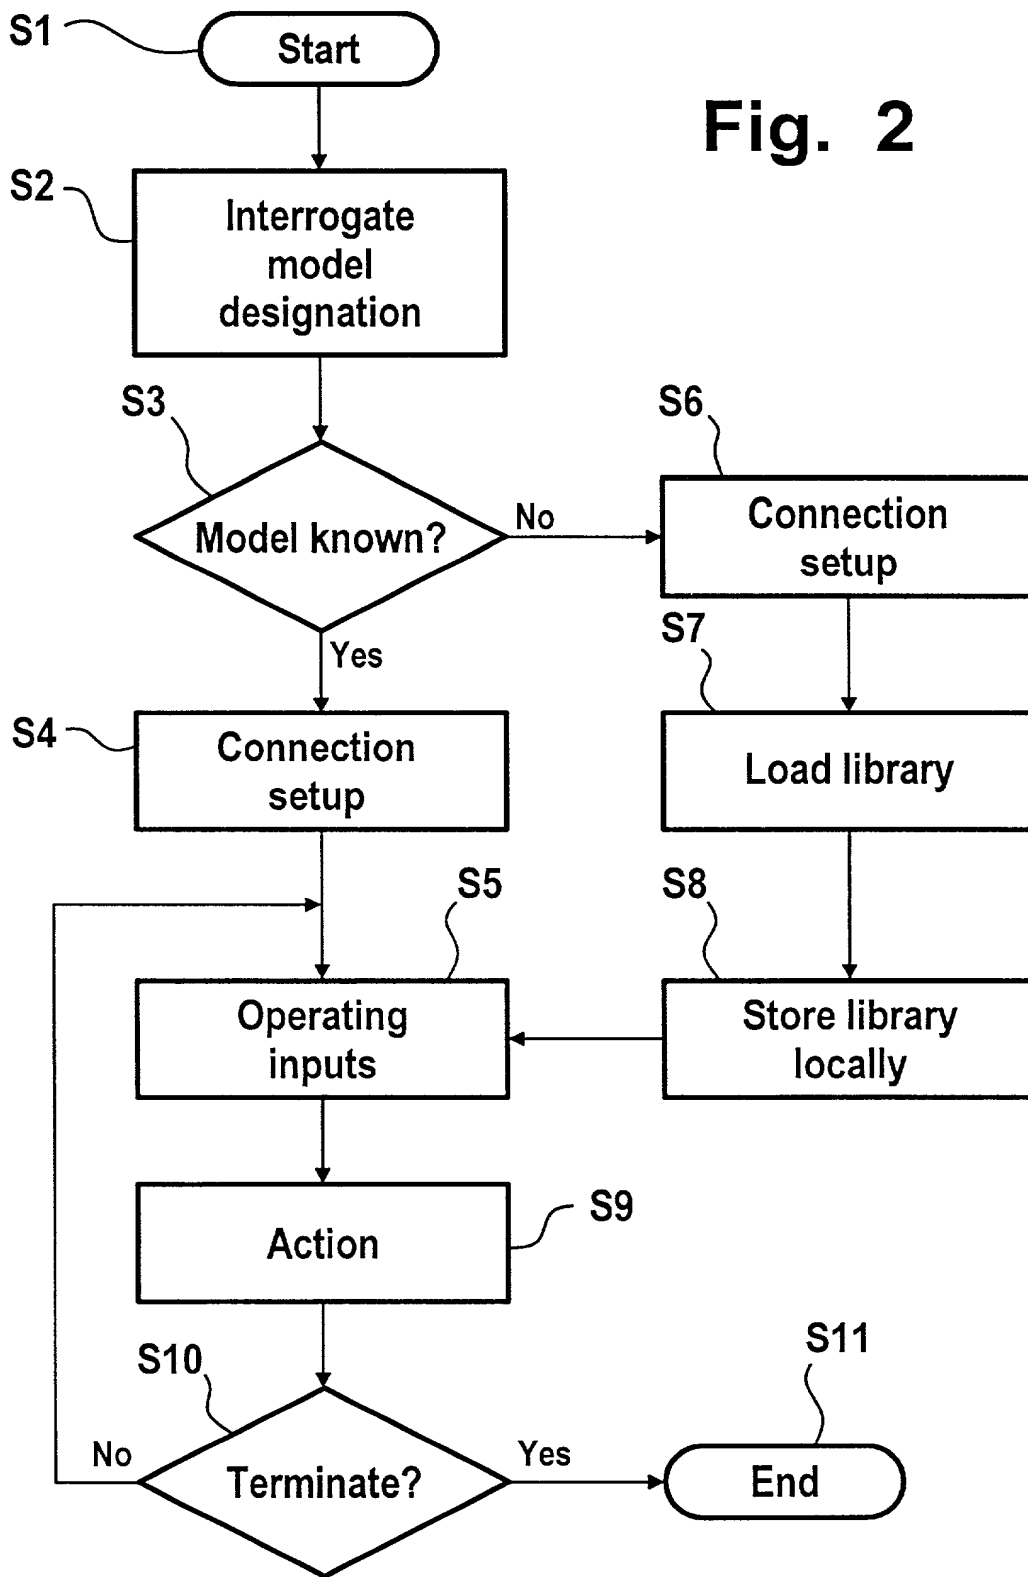 S1
Start
Fig. 2
S2
Interrogate
model
designation
S3
Model known?
No
Yes
S6
Connection
setup
S7
Load library
S4
Connection
setup
S5
Operating
inputs
S8
Store library
locally
S9
Action
S10
Terminate?
No
Yes
S11
End